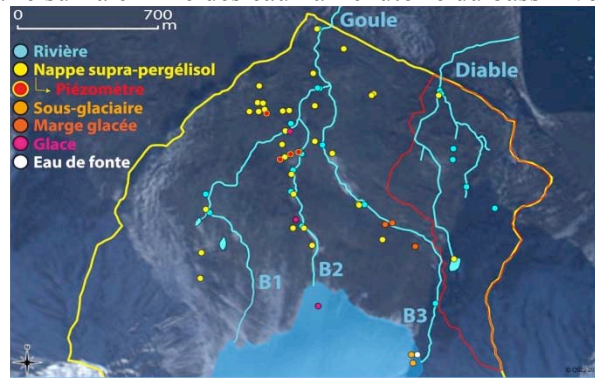 0 700
m
Goule
Diable
Rivière
Nappe supra-pergélisol
Piézomètre
Sous-glaciaire
Marge glacée
Glace
Eau de fonte
B1
B2
B3